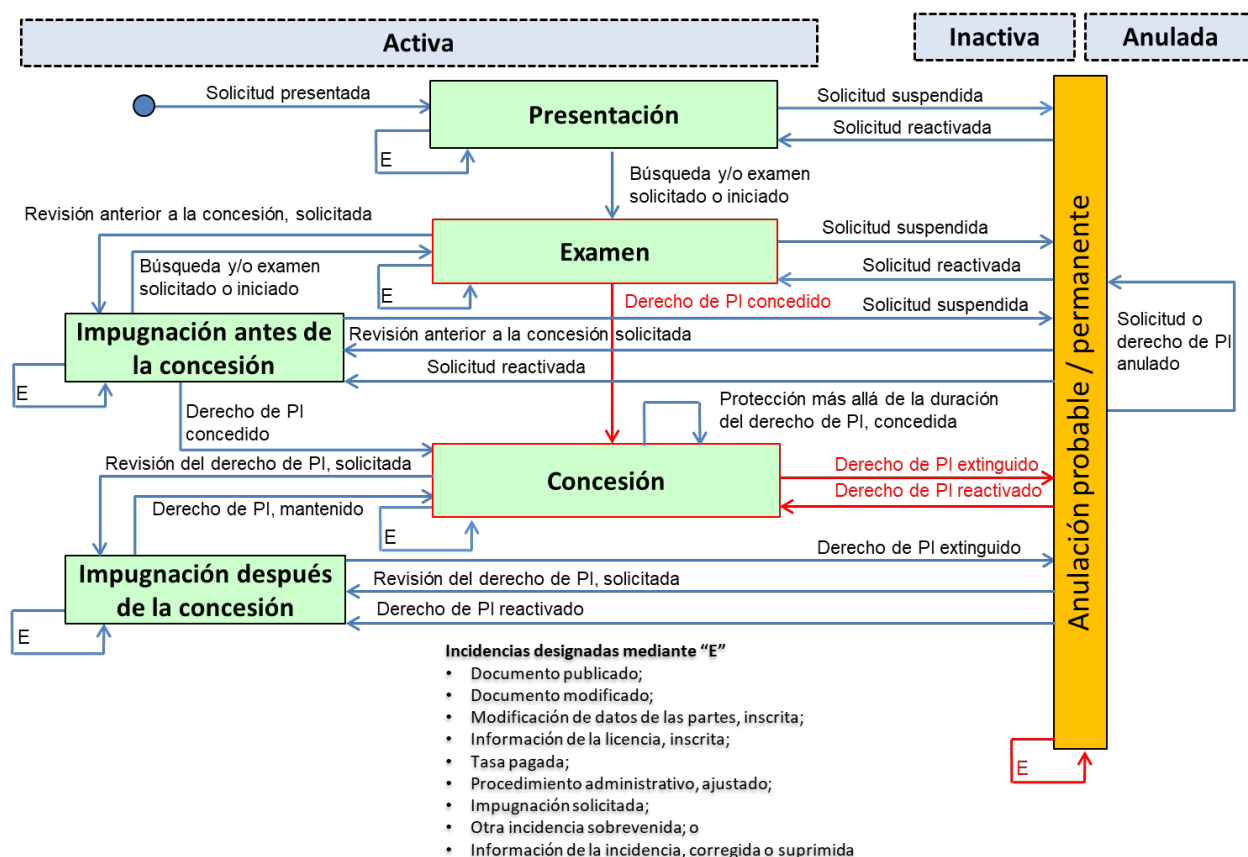 Activa
Inactiva
Anulada
Solicitud presentada
Presentación
Solicitud suspendida
Solicitud reactivada
E
Búsqueda y/o examen
solicitado o iniciado
Revisión anterior a la concesión, solicitada
Examen
Solicitud suspendida
Solicitud reactivada
Búsqueda y/o examen
solicitado o iniciado
E
Derecho de PI concedido
Solicitud suspendida
Impugnación antes de
la concesión
Revisión anterior a la concesión solicitada
Solicitud reactivada
E
Solicitud o
derecho de PI
anulado
Anulación probable / permanente
Derecho de PI
concedido
Protección más allá de la duración
del derecho de PI, concedida
Revisión del derecho de PI, solicitada
Concesión
Derecho de PI extinguido
Derecho de PI reactivado
Derecho de PI, mantenido
E
Derecho de PI extinguido
Impugnación después
de la concesión
Revisión del derecho de PI, solicitada
Derecho de PI reactivado
E
Incidencias designadas mediante “E”
• Documento publicado;
• Documento modificado;
• Modificación de datos de las partes, inscrita;
• Información de la licencia, inscrita;
• Tasa pagada;
• Procedimiento administrativo, ajustado;
• Impugnación solicitada;
• Otra incidencia sobrevenida; o
• Información de la incidencia, corregida o suprimida
E